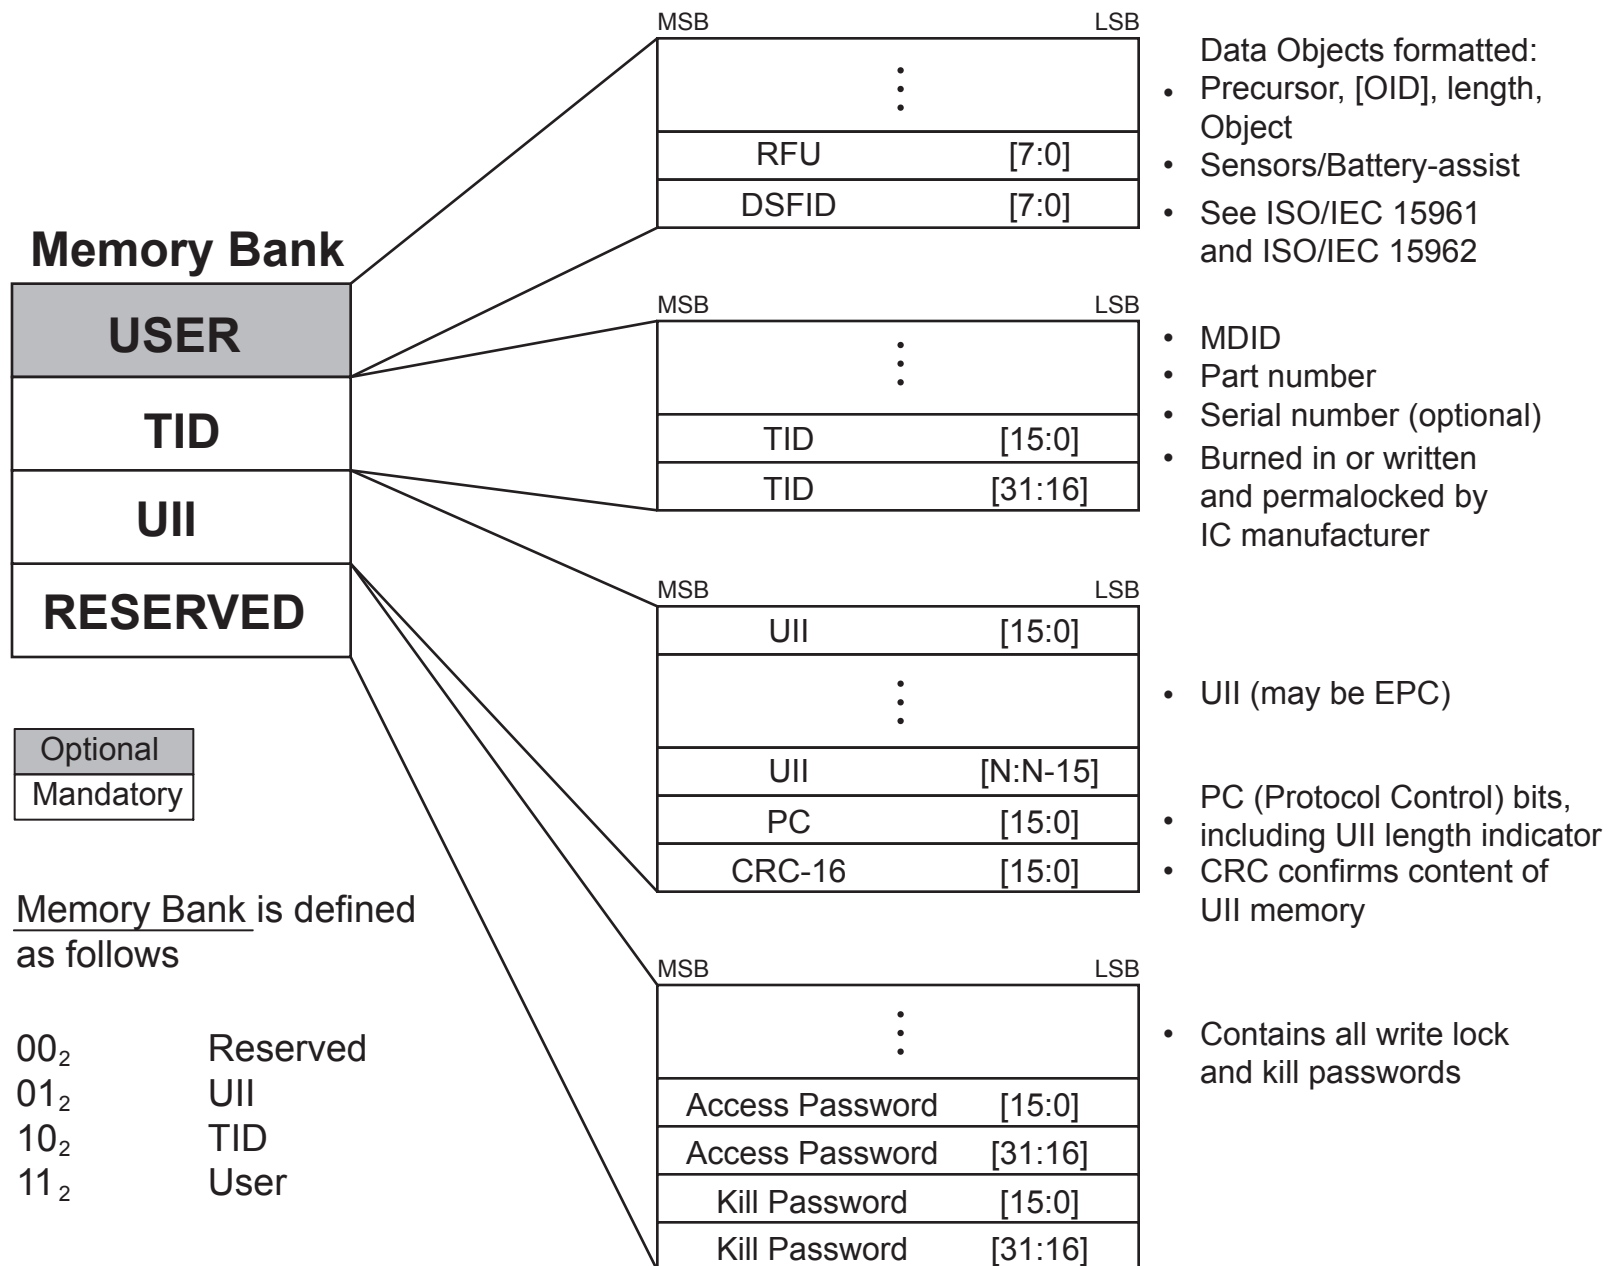 Memory Bank
USER
TID
UII
RESERVED
Optional
Mandatory
Memory Bank is defined
as follows
00₂ Reserved
01₂ UII
10₂ TID
11₂ User
MSB LSB
⋮
RFU [7:0]
DSFID [7:0]
Data Objects formatted:
• Precursor, [OID], length,
Object
• Sensors/Battery-assist
• See ISO/IEC 15961
and ISO/IEC 15962
MSB LSB
⋮
TID [15:0]
TID [31:16]
• MDID
• Part number
• Serial number (optional)
• Burned in or written
and permalocked by
IC manufacturer
MSB LSB
UII [15:0]
⋮
UII [N:N-15]
PC [15:0]
CRC-16 [15:0]
• UII (may be EPC)
PC (Protocol Control) bits,
• including UII length indicator
• CRC confirms content of
UII memory
MSB LSB
⋮
Access Password [15:0]
Access Password [31:16]
Kill Password [15:0]
Kill Password [31:16]
• Contains all write lock
and kill passwords